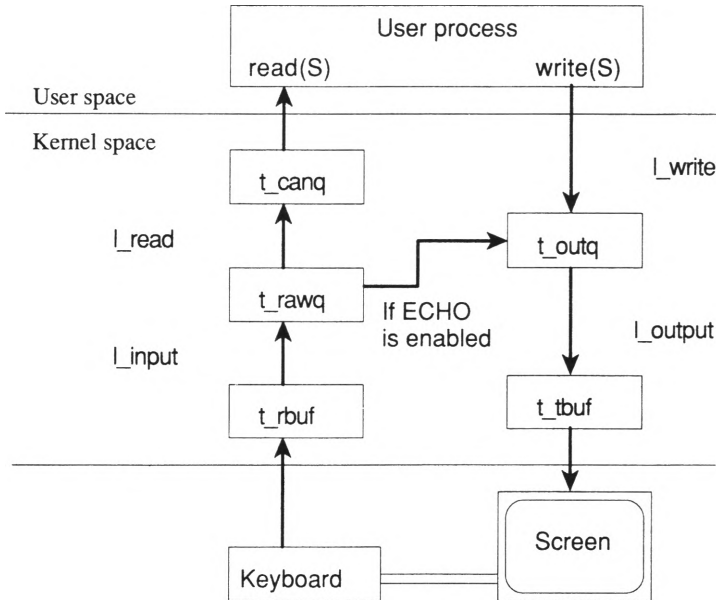 User process
read(S) write(S)
User space
Kernel space
t_canq
l_write
l_read
t_outq
t_rawq
If ECHO
is enabled
l_output
l_input
t_rbuf
t_tbuf
Screen
Keyboard